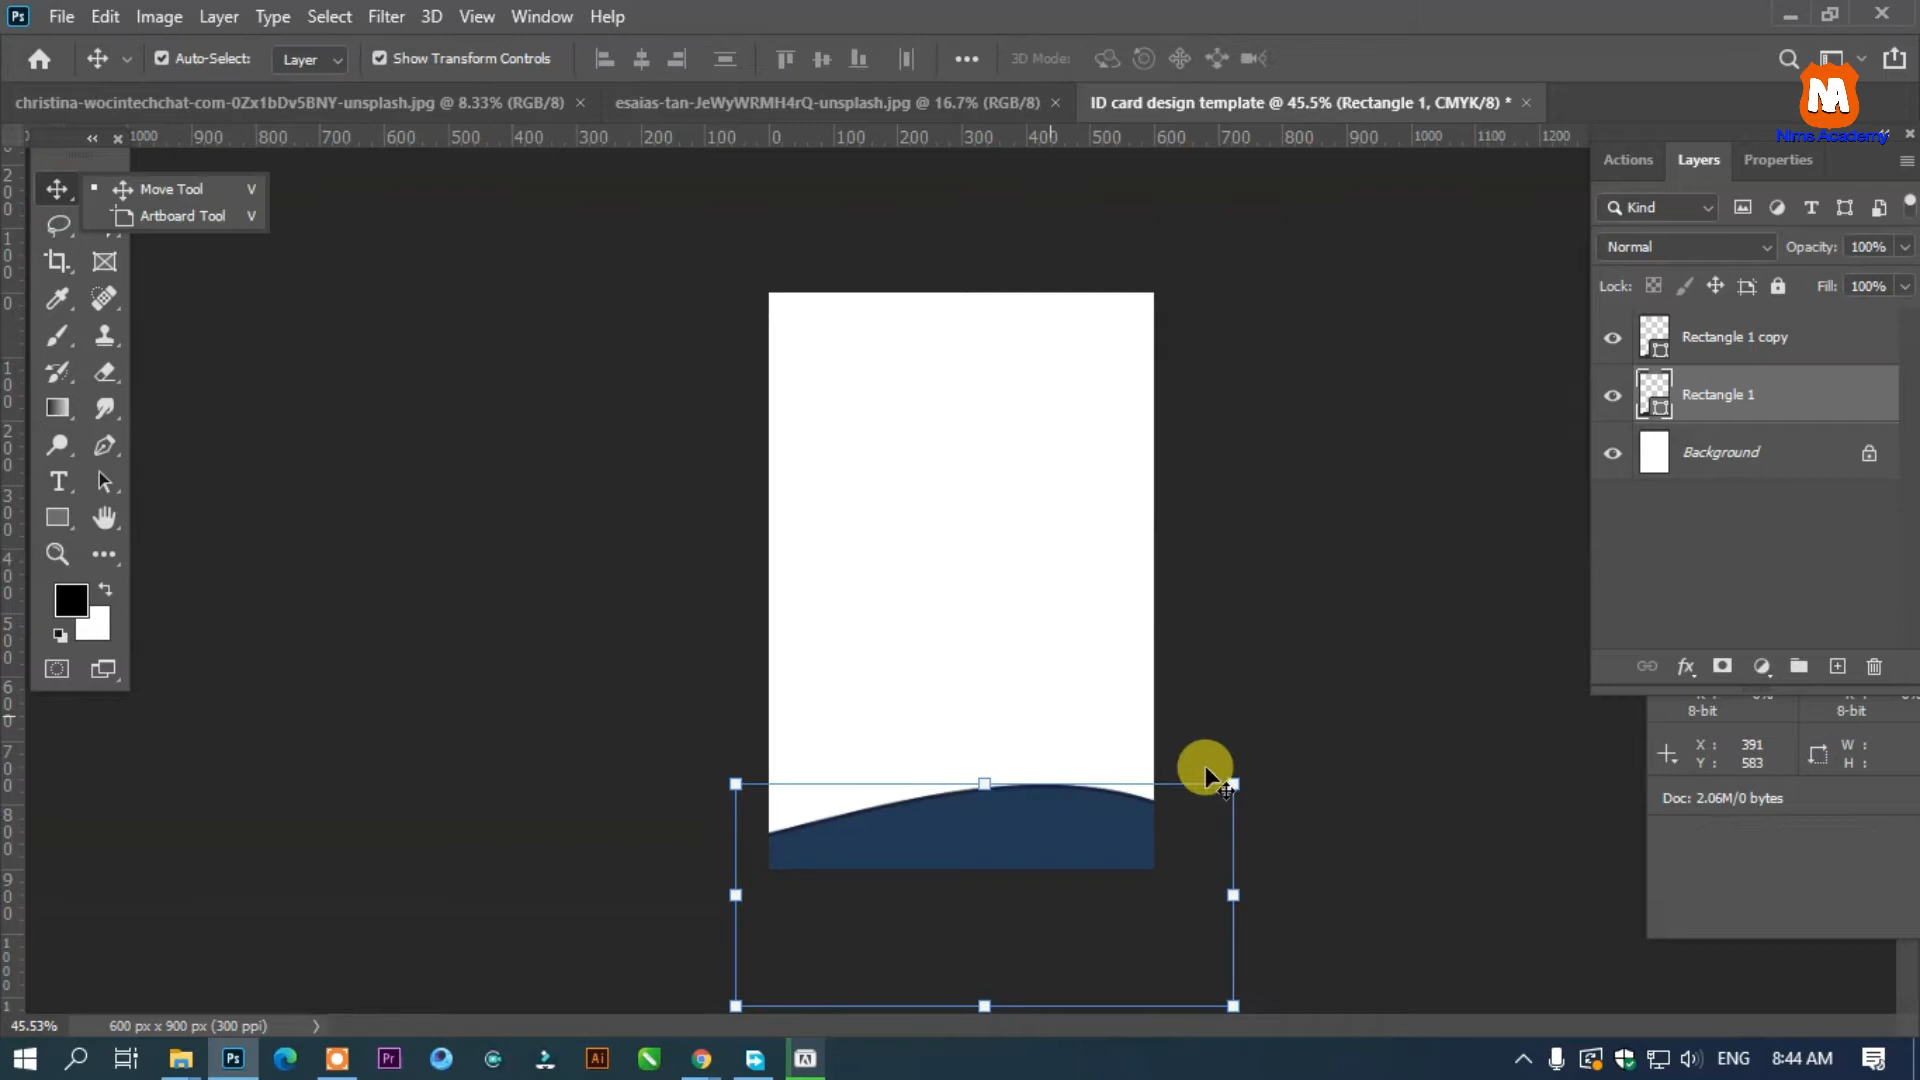 Ps File Edit Image Layer Type Select Filter 3D View Window Help
Auto-Select: Layer Show Transform Controls 3D Mode:
christina-wocintechchat-com-0Zx1bDv5BNY-unsplash.jpg @ 8.33% (RGB/8) × esaias-tan-JeWyWRMH4rQ-unsplash.jpg @ 16.7% (RGB/8) × ID card design template @ 45.5% (Rectangle 1, CMYK/8) * ×
Nims Academy
1000 900 800 700 600 500 400 300 200 100 0 100 200 300 400 500 600 700 800 900 1000 1100 1200
Actions Layers Properties
Move Tool V
Artboard Tool V
Kind
Normal Opacity: 100%
Lock: Fill: 100%
Rectangle 1 copy
Rectangle 1
Background
8-bit 8-bit
X : 391 W :
Y : 583 H :
Doc: 2.06M/0 bytes
45.53% 600 px x 900 px (300 ppi)
Ps Pr Ai ENG 8:44 AM